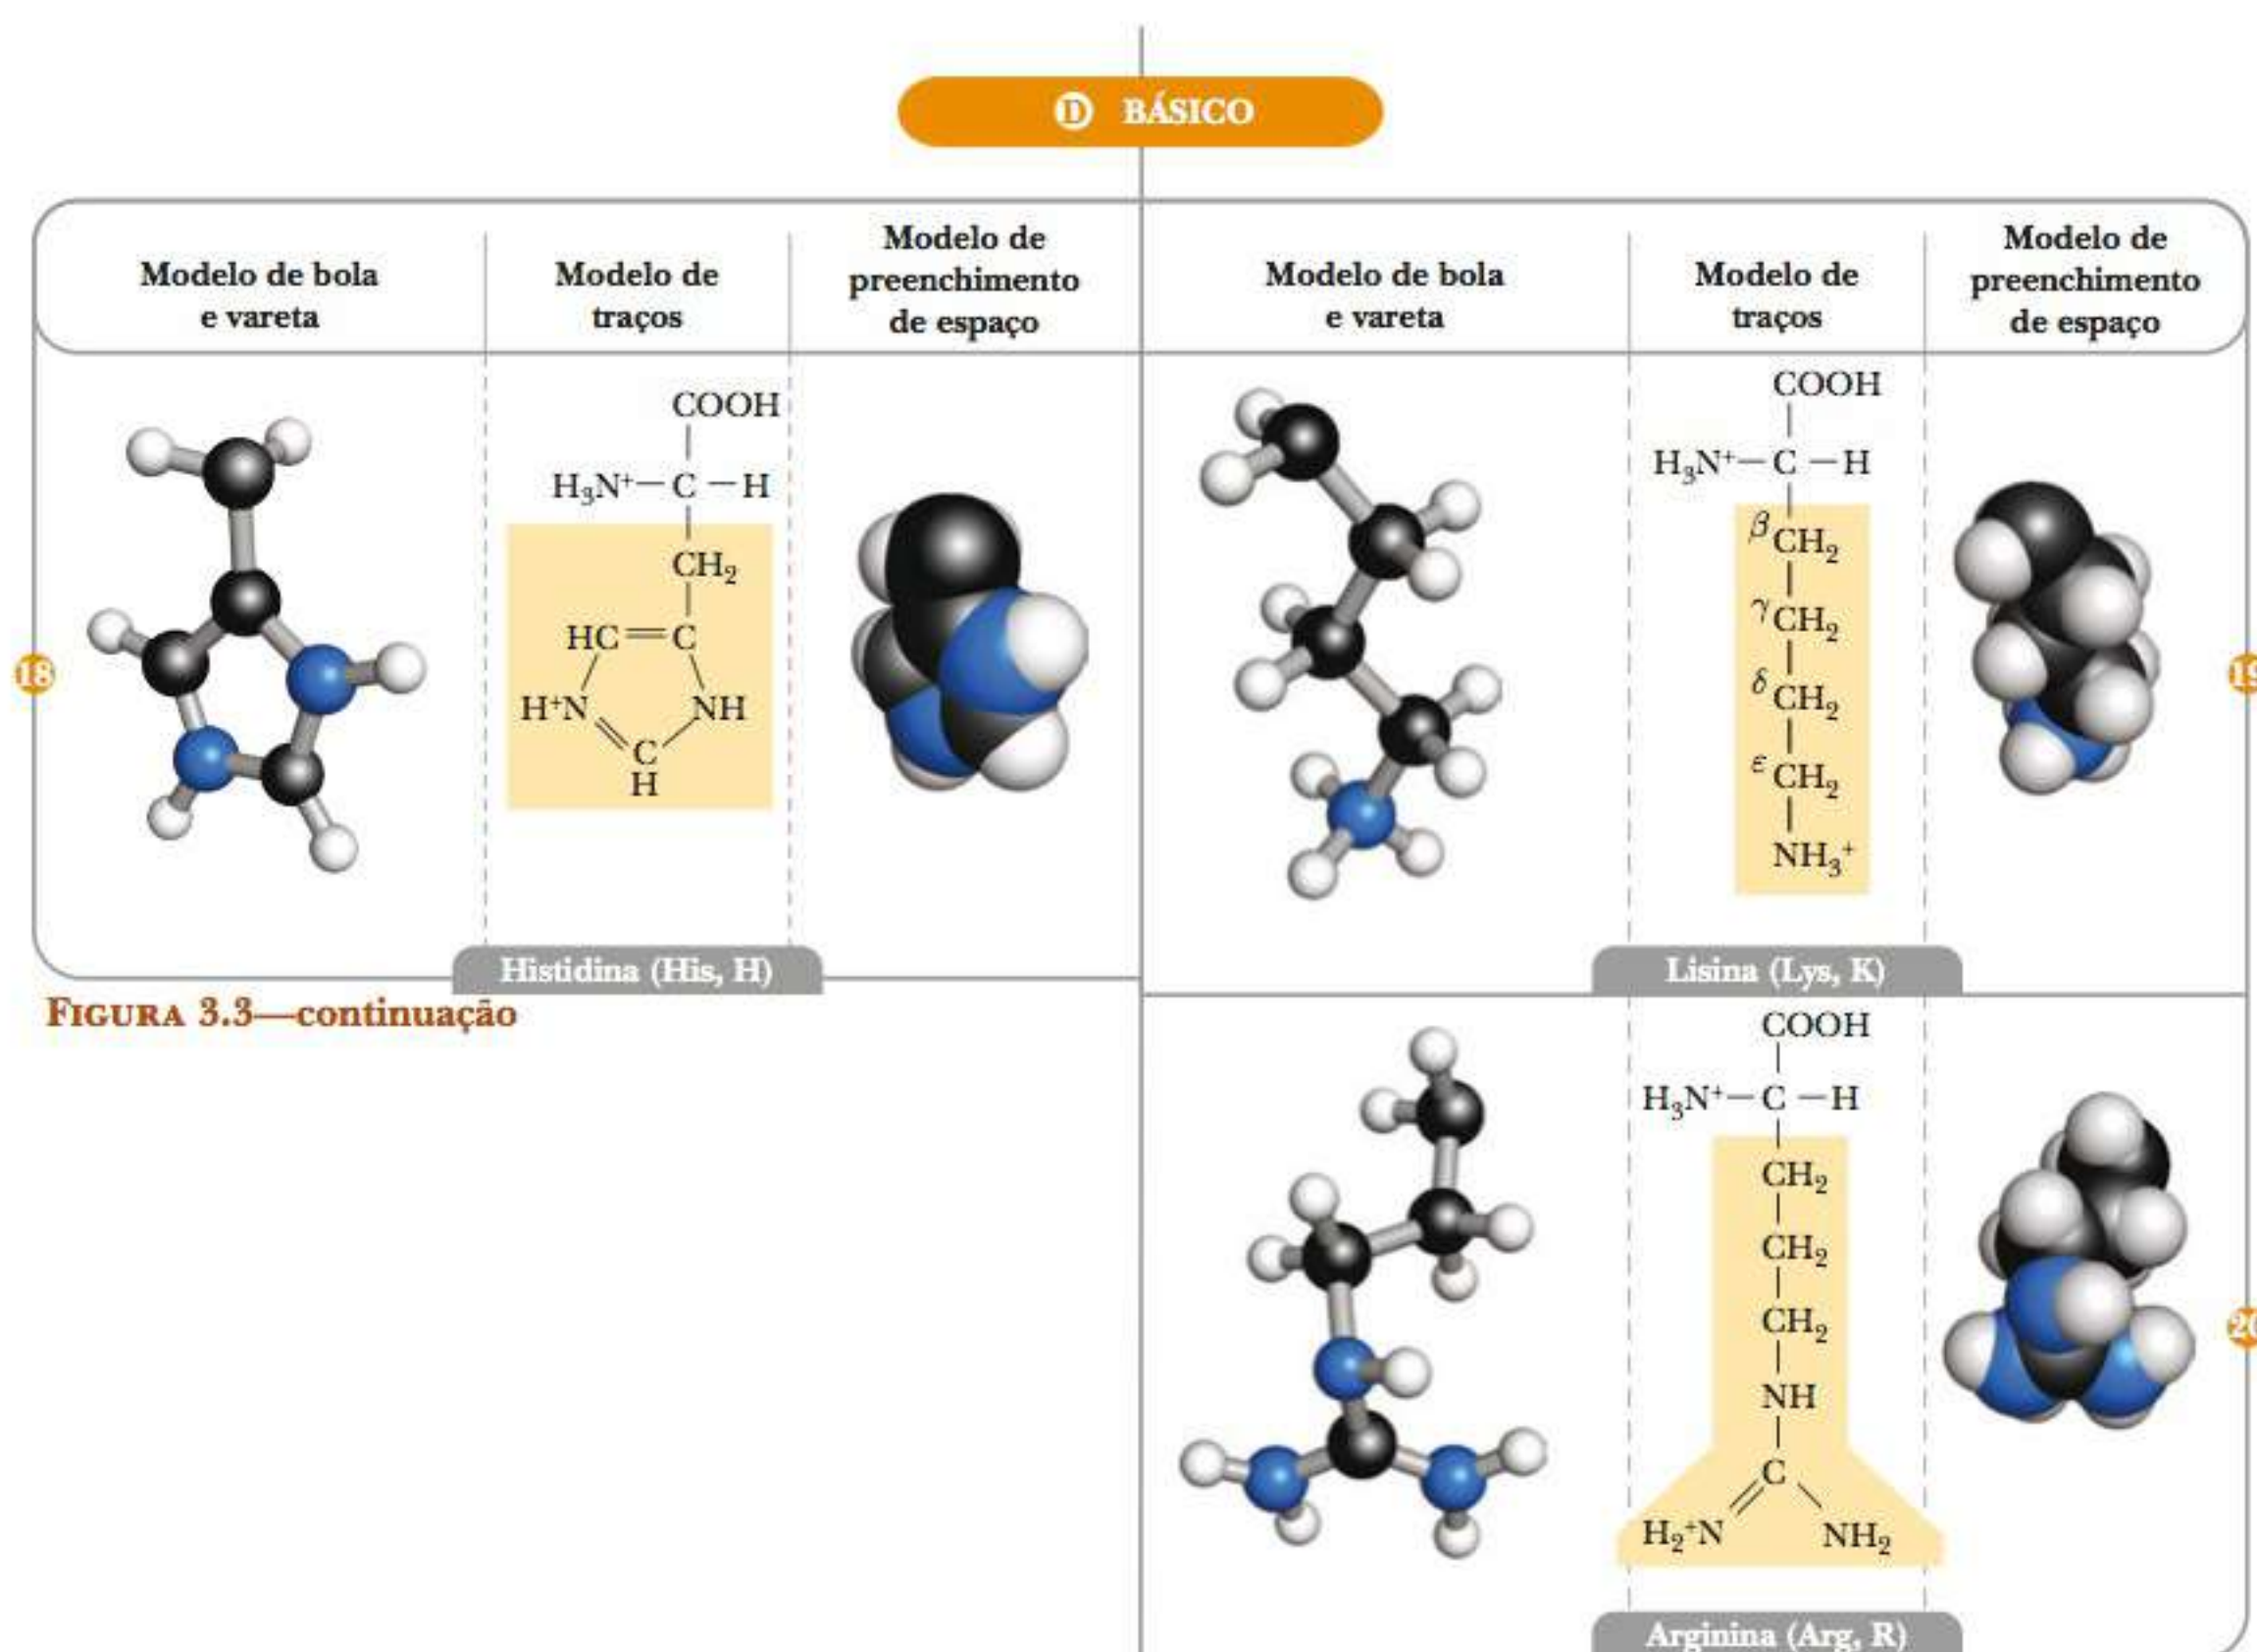 D BÁSICO
Modelo de bola
e vareta
Modelo de
traços
Modelo de
preenchimento
de espaço
COOH
H₃N⁺—C—H
CH₂
HC=C
H⁺N
NH
C
H
18
Histidina (His, H)
FIGURA 3.3—continuação
Modelo de bola
e vareta
Modelo de
traços
Modelo de
preenchimento
de espaço
COOH
H₃N⁺—C—H
βCH₂
γCH₂
δCH₂
εCH₂
NH₃⁺
19
Lisina (Lys, K)
COOH
H₃N⁺—C—H
CH₂
CH₂
CH₂
NH
C
H₂⁺N
NH₂
20
Arginina (Arg, R)